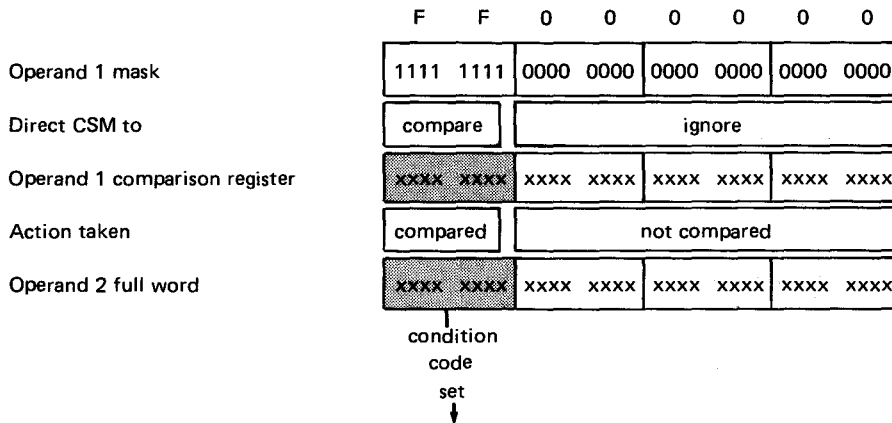 F F 0 0 0 0 0 0
Operand 1 mask 1111 1111 0000 0000 0000 0000 0000 0000
Direct CSM to compare ignore
Operand 1 comparison register xxxx xxxx xxxx xxxx xxxx xxxx xxxx xxxx
Action taken compared not compared
Operand 2 full word xxxx xxxx xxxx xxxx xxxx xxxx xxxx xxxx
condition
code
set